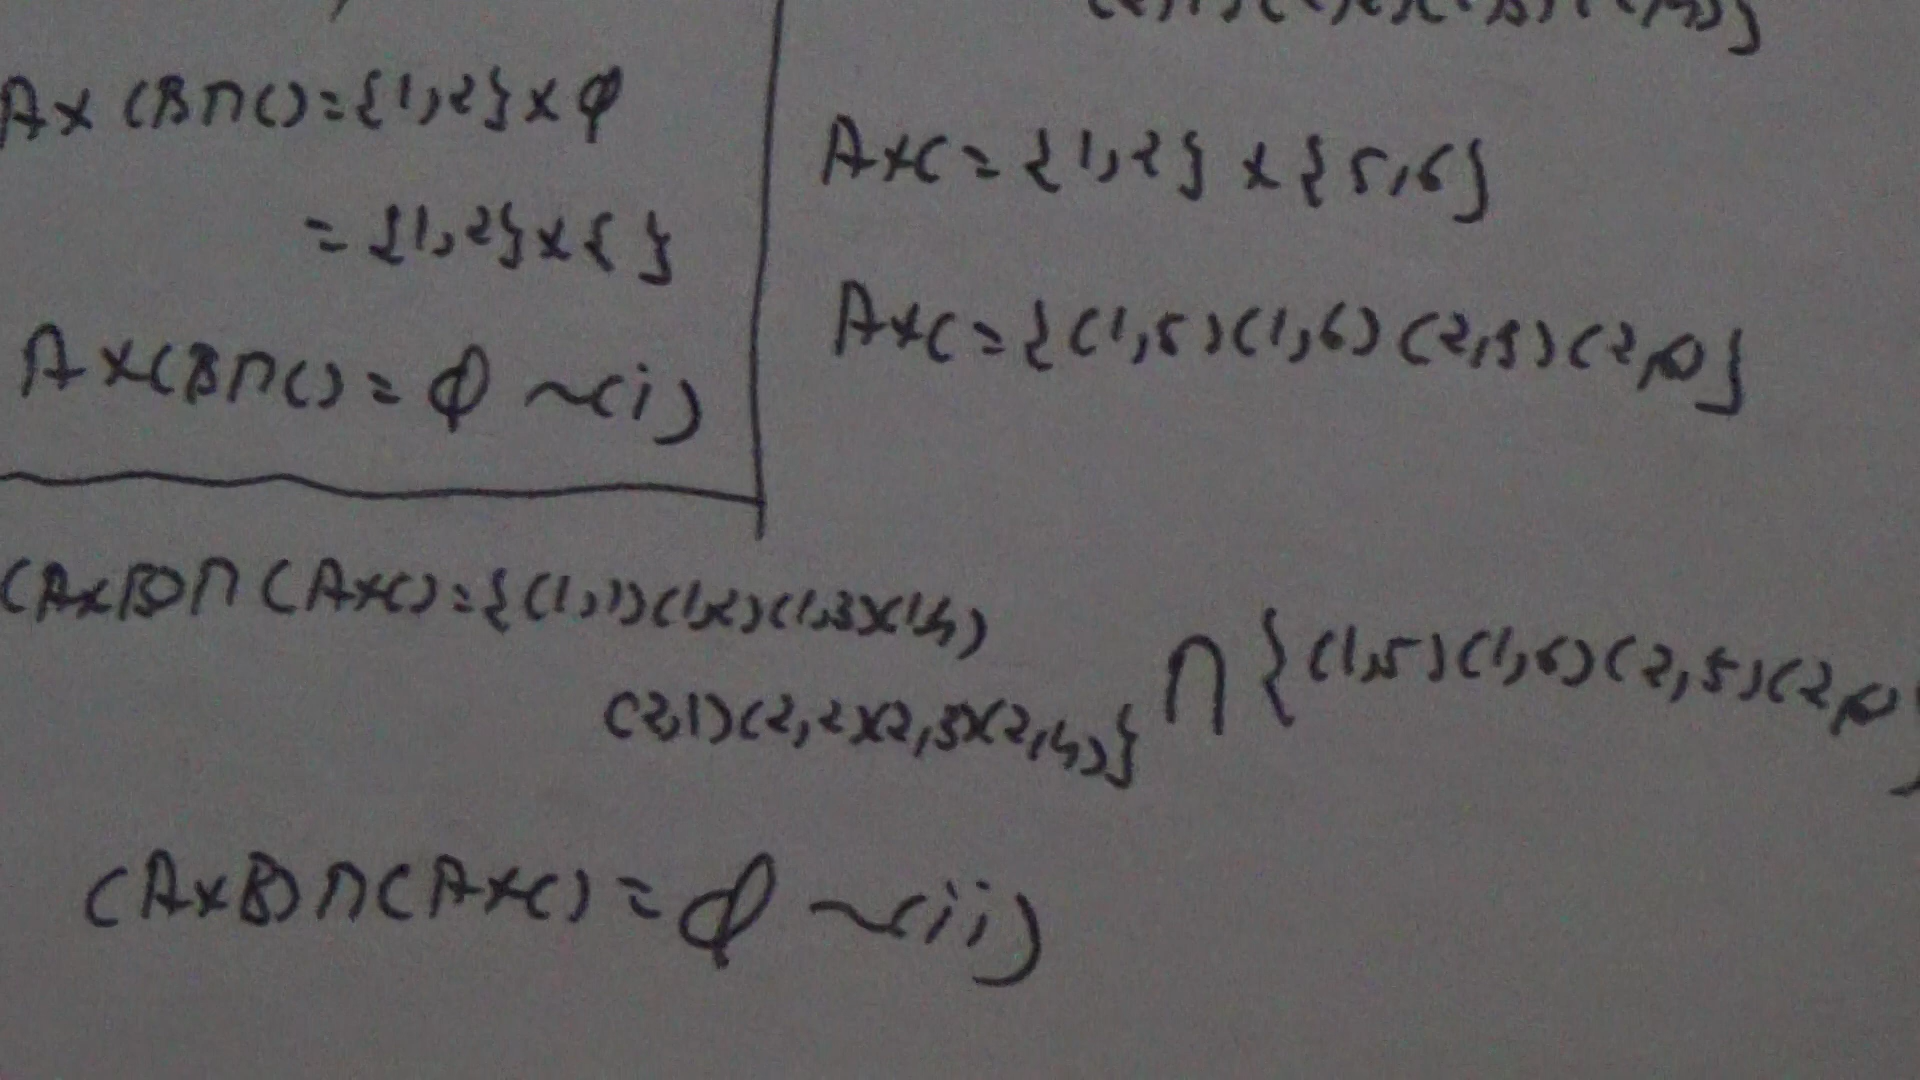 A×(B∩C)={1,2}×φ
={1,2}×{ }
A×(B∩C)=φ ~(i)
A×C={1,2}×{5,6}
A×C={(1,5)(1,6)(2,5)(2,6)}
(A×B)∩(A×C)={(1,1)(1,2)(1,3)(1,4)
(2,1)(2,2)(2,3)(2,4)} ∩ {(1,5)(1,6)(2,5)(2,6)}
(A×B)∩(A×C)=φ ~(ii)